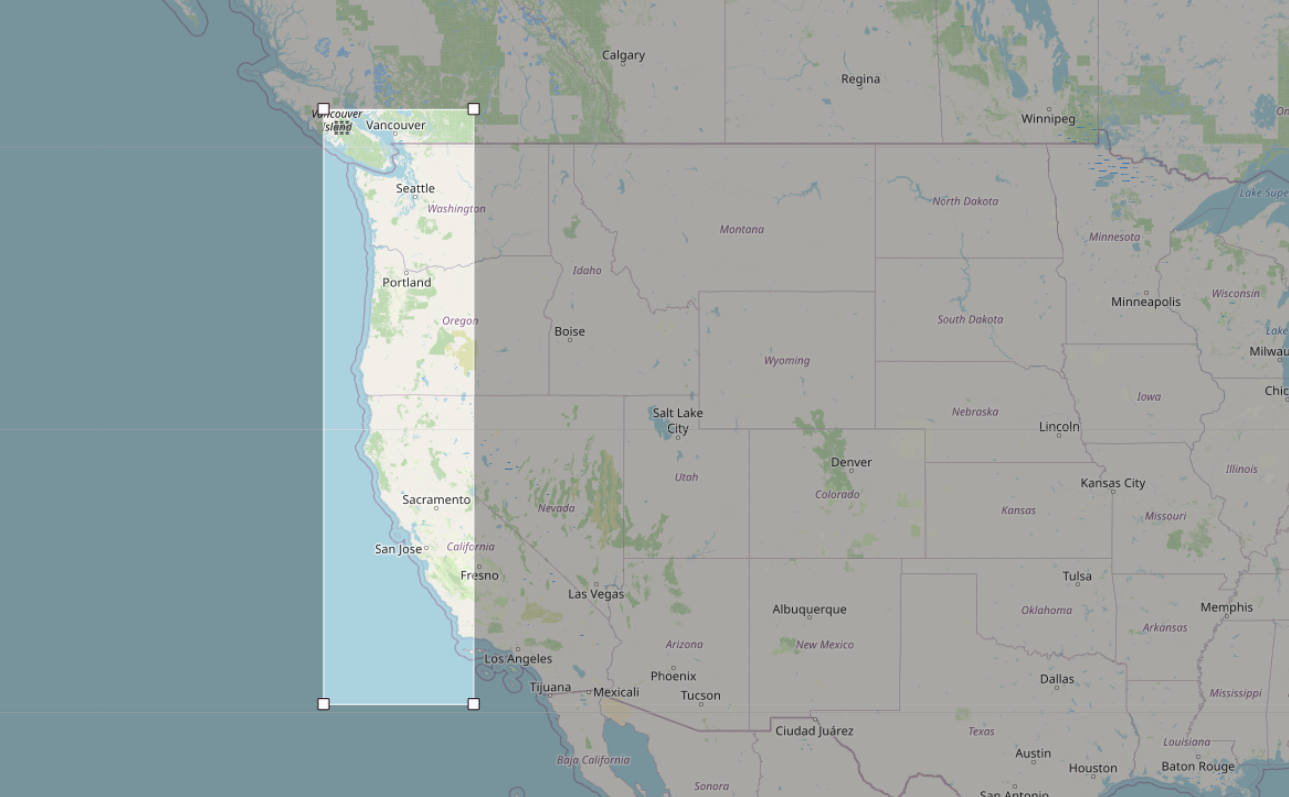 Calgary
Regina
Winnipeg
Vancouver
Island
Vancouver
Seattle
Washington
North Dakota
Lake Supe
Montana
Minnesota
Idaho
Portland
Minneapolis
Wisconsin
Oregon
Boise
South Dakota
Lake
Wyoming
Milwau
Chic
Iowa
Salt Lake
City
Nebraska
Lincoln
Denver
Utah
Illinois
Kansas City
Sacramento
Nevada
Colorado
Kansas
Missouri
San Jose
California
Fresno
Las Vegas
Tulsa
Albuquerque
Oklahoma
Memphis
Arkansas
Arizona
New Mexico
Los Angeles
Phoenix
Dallas
Tijuana
Mexicali
Tucson
Mississippi
Ciudad Juárez
Texas
Louisiana
Baja California
Austin
Houston
Baton Rouge
Sonora
San Antonio
On